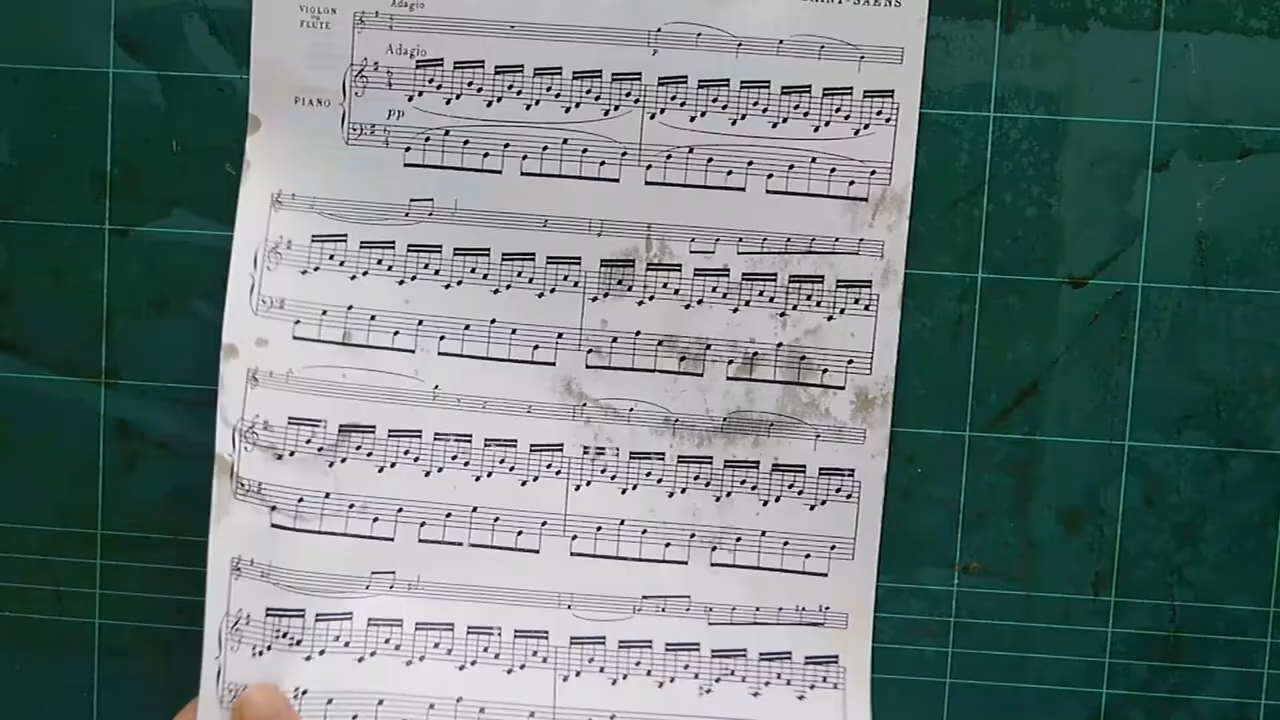 Adagio
SAINT-SAËNS
VIOLON
ou
FLUTE
p
Adagio
PIANO
pp